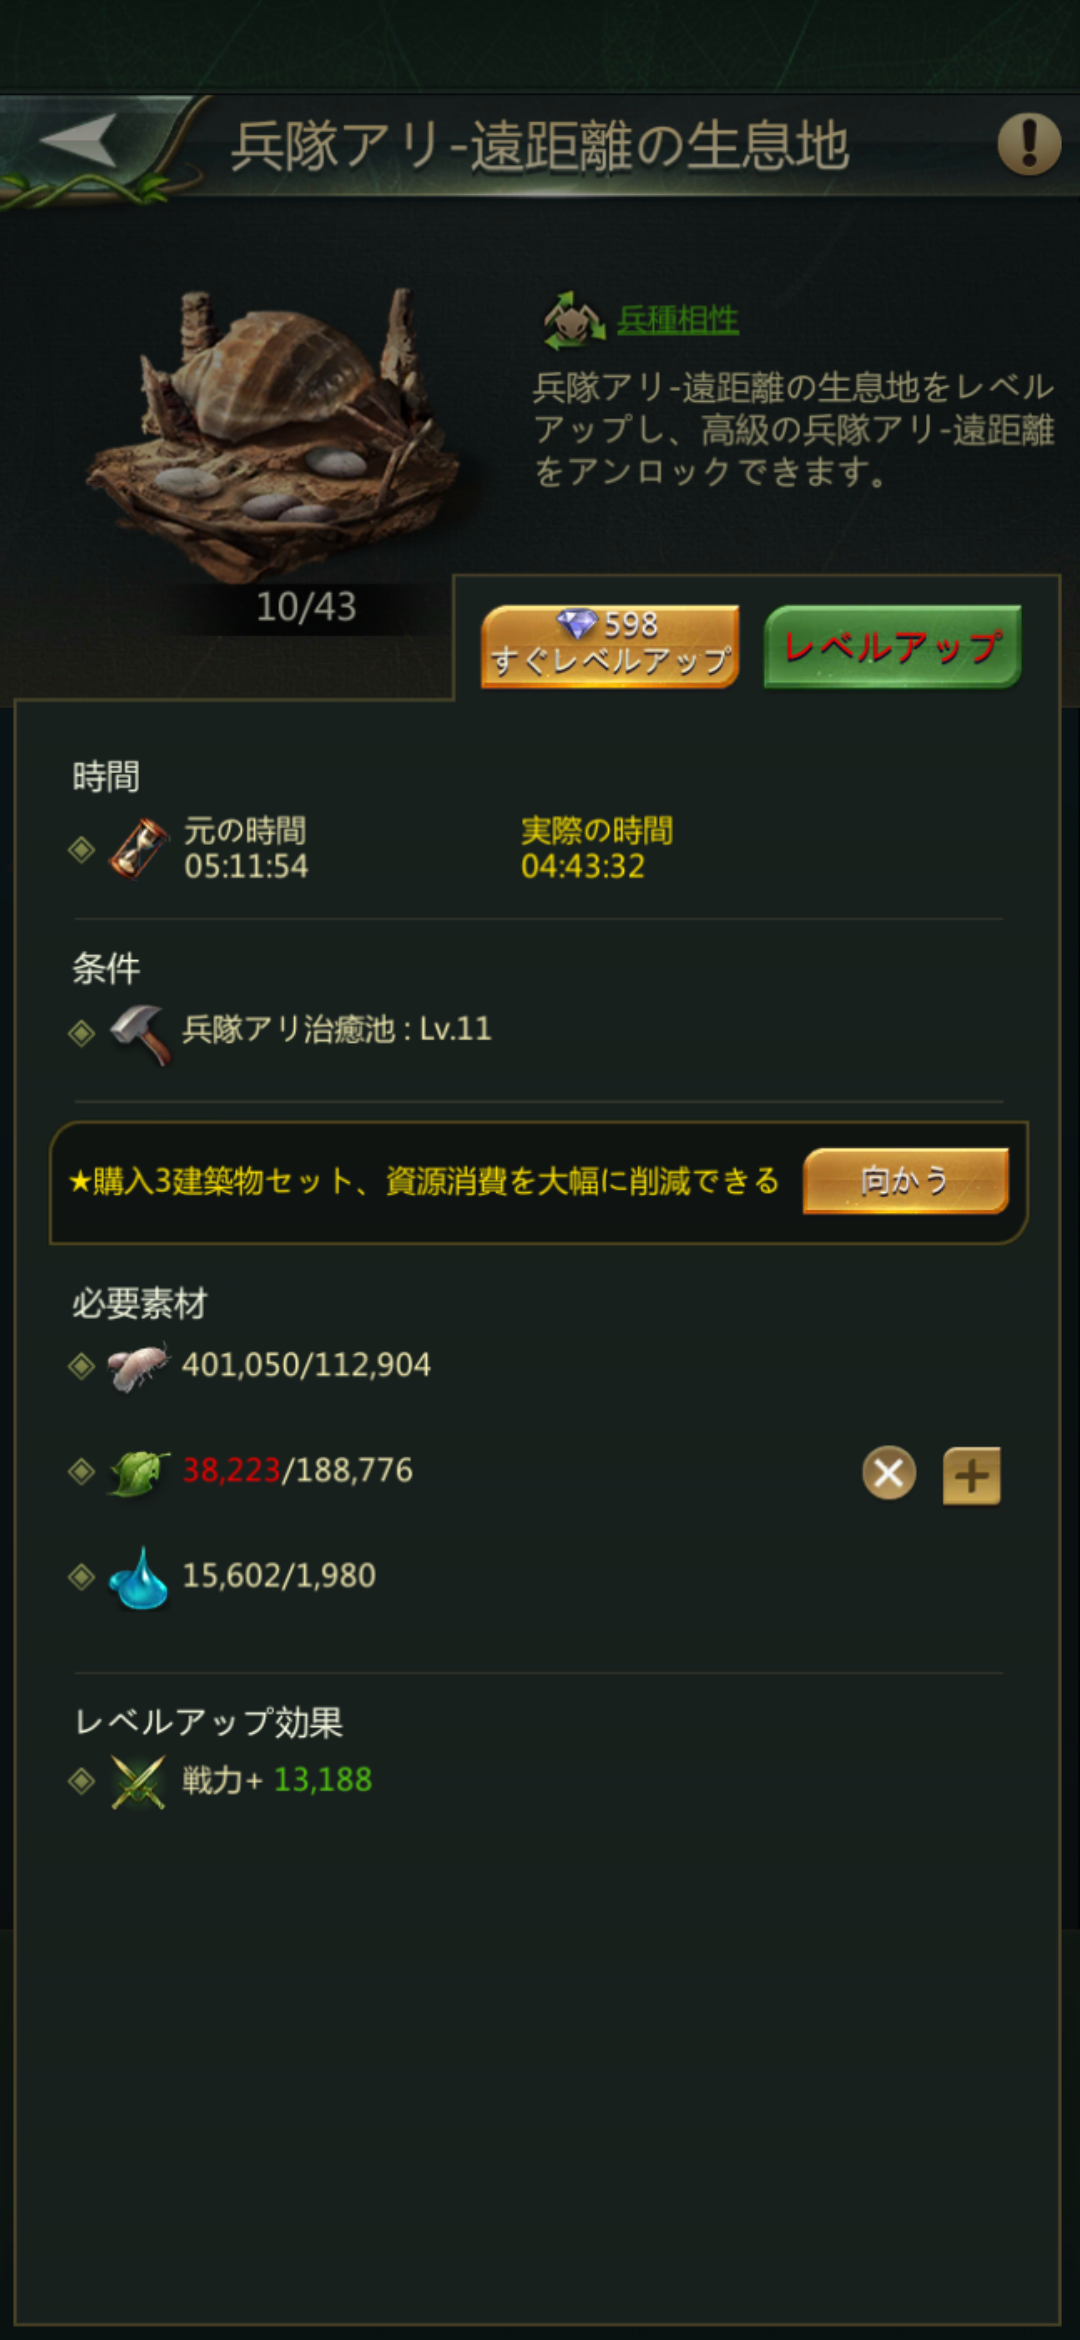 兵隊アリ-遠距離の生息地
兵種相性
兵隊アリ-遠距離の生息地をレベル
アップし、高級の兵隊アリ-遠距離
をアンロックできます。
10/43
598
すぐレベルアップ
レベルアップ
時間
元の時間
05:11:54
実際の時間
04:43:32
条件
兵隊アリ治癒池 : Lv.11
★購入3建築物セット、資源消費を大幅に削減できる
向かう
必要素材
401,050/112,904
38,223/188,776
15,602/1,980
レベルアップ効果
戦力+ 13,188